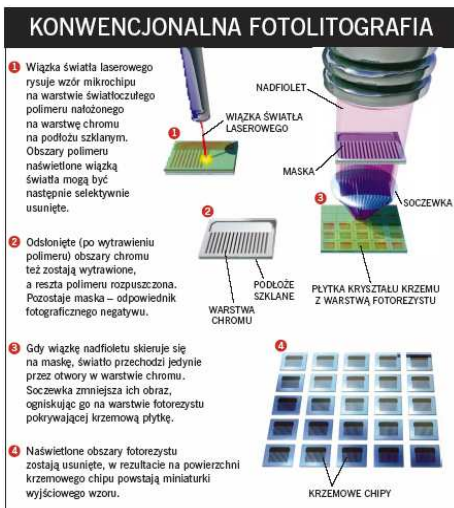 KONWENCJONALNA FOTOLITOGRAFIA
1 Wiązka światła laserowego
rysuje wzór mikrochipu
na warstwie światłoczułego
polimeru nałożonego
na warstwę chromu
na podłożu szklanym.
Obszary polimeru
naświetlone wiązką
światła mogą być
następnie selektywnie
usunięte.
2 Odsłonięte (po wytrawieniu
polimeru) obszary chromu
też zostają wytrawione,
a reszta polimeru rozpuszczona.
Pozostaje maska – odpowiednik
fotograficznego negatywu.
3 Gdy wiązkę nadfioletu skieruje się
na maskę, światło przechodzi jedynie
przez otwory w warstwie chromu.
Soczewka zmniejsza ich obraz,
ogniskując go na warstwie fotorezystu
pokrywającej krzemową płytkę.
4 Naświetlone obszary fotorezystu
zostają usunięte, w rezultacie na powierzchni
krzemowego chipu powstają miniaturki
wyjściowego wzoru.
1
WIĄZKA ŚWIATŁA
LASEROWEGO
NADFIOLET
MASKA
SOCZEWKA
3
PŁYTKA KRYSZTAŁU KRZEMU
Z WARSTWĄ FOTOREZYSTU
2
PODŁOŻE
SZKLANE
WARSTWA
CHROMU
4
KRZEMOWE CHIPY